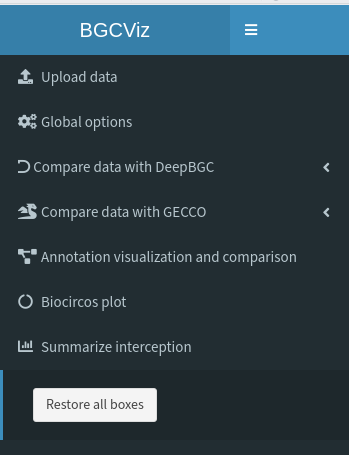 BGCViz
Upload data
Global options
Compare data with DeepBGC
Compare data with GECCO
Annotation visualization and comparison
Biocircos plot
Summarize interception
Restore all boxes